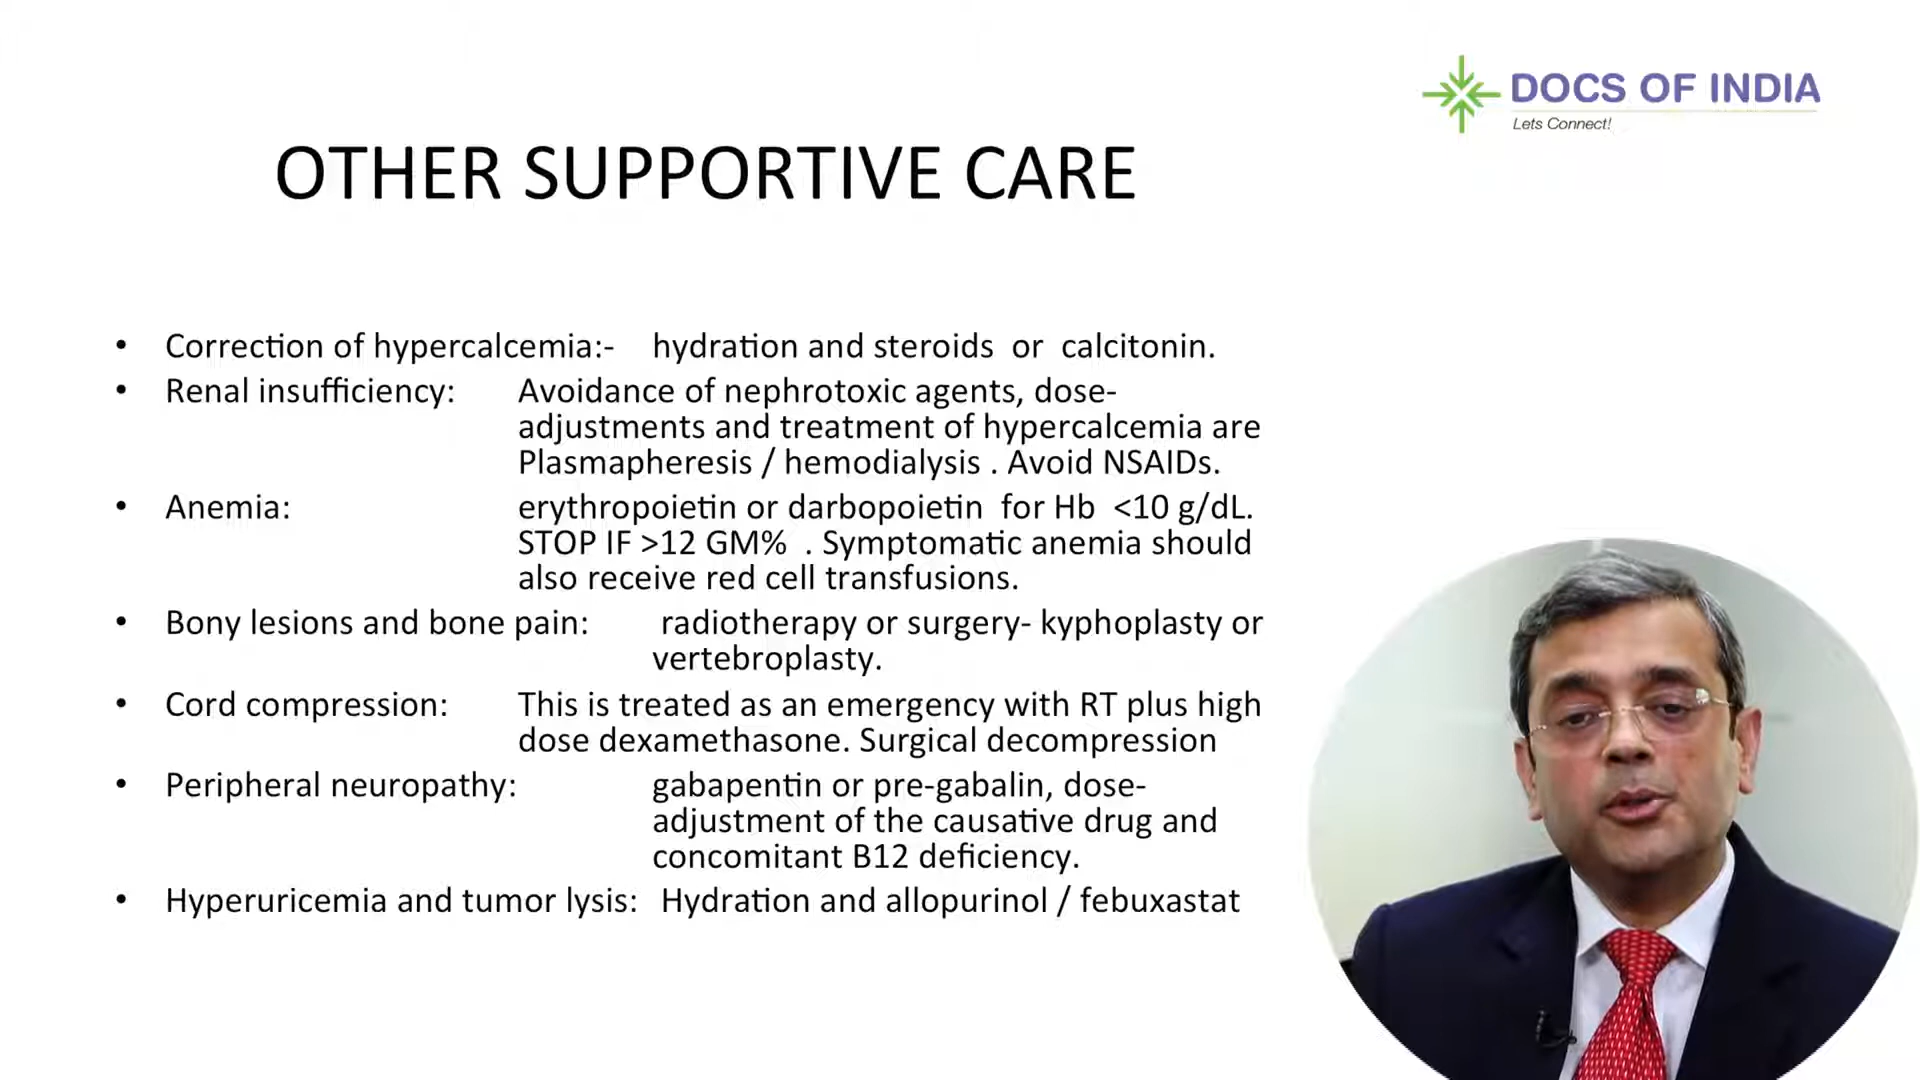 DOCS OF INDIA
Lets Connect!
OTHER SUPPORTIVE CARE
• Correction of hypercalcemia:- hydration and steroids or calcitonin.
• Renal insufficiency: Avoidance of nephrotoxic agents, dose-
adjustments and treatment of hypercalcemia are
Plasmapheresis / hemodialysis . Avoid NSAIDs.
• Anemia: erythropoietin or darbopoietin for Hb <10 g/dL.
STOP IF >12 GM% . Symptomatic anemia should
also receive red cell transfusions.
• Bony lesions and bone pain: radiotherapy or surgery- kyphoplasty or
vertebroplasty.
• Cord compression: This is treated as an emergency with RT plus high
dose dexamethasone. Surgical decompression
• Peripheral neuropathy: gabapentin or pre-gabalin, dose-
adjustment of the causative drug and
concomitant B12 deficiency.
• Hyperuricemia and tumor lysis: Hydration and allopurinol / febuxastat